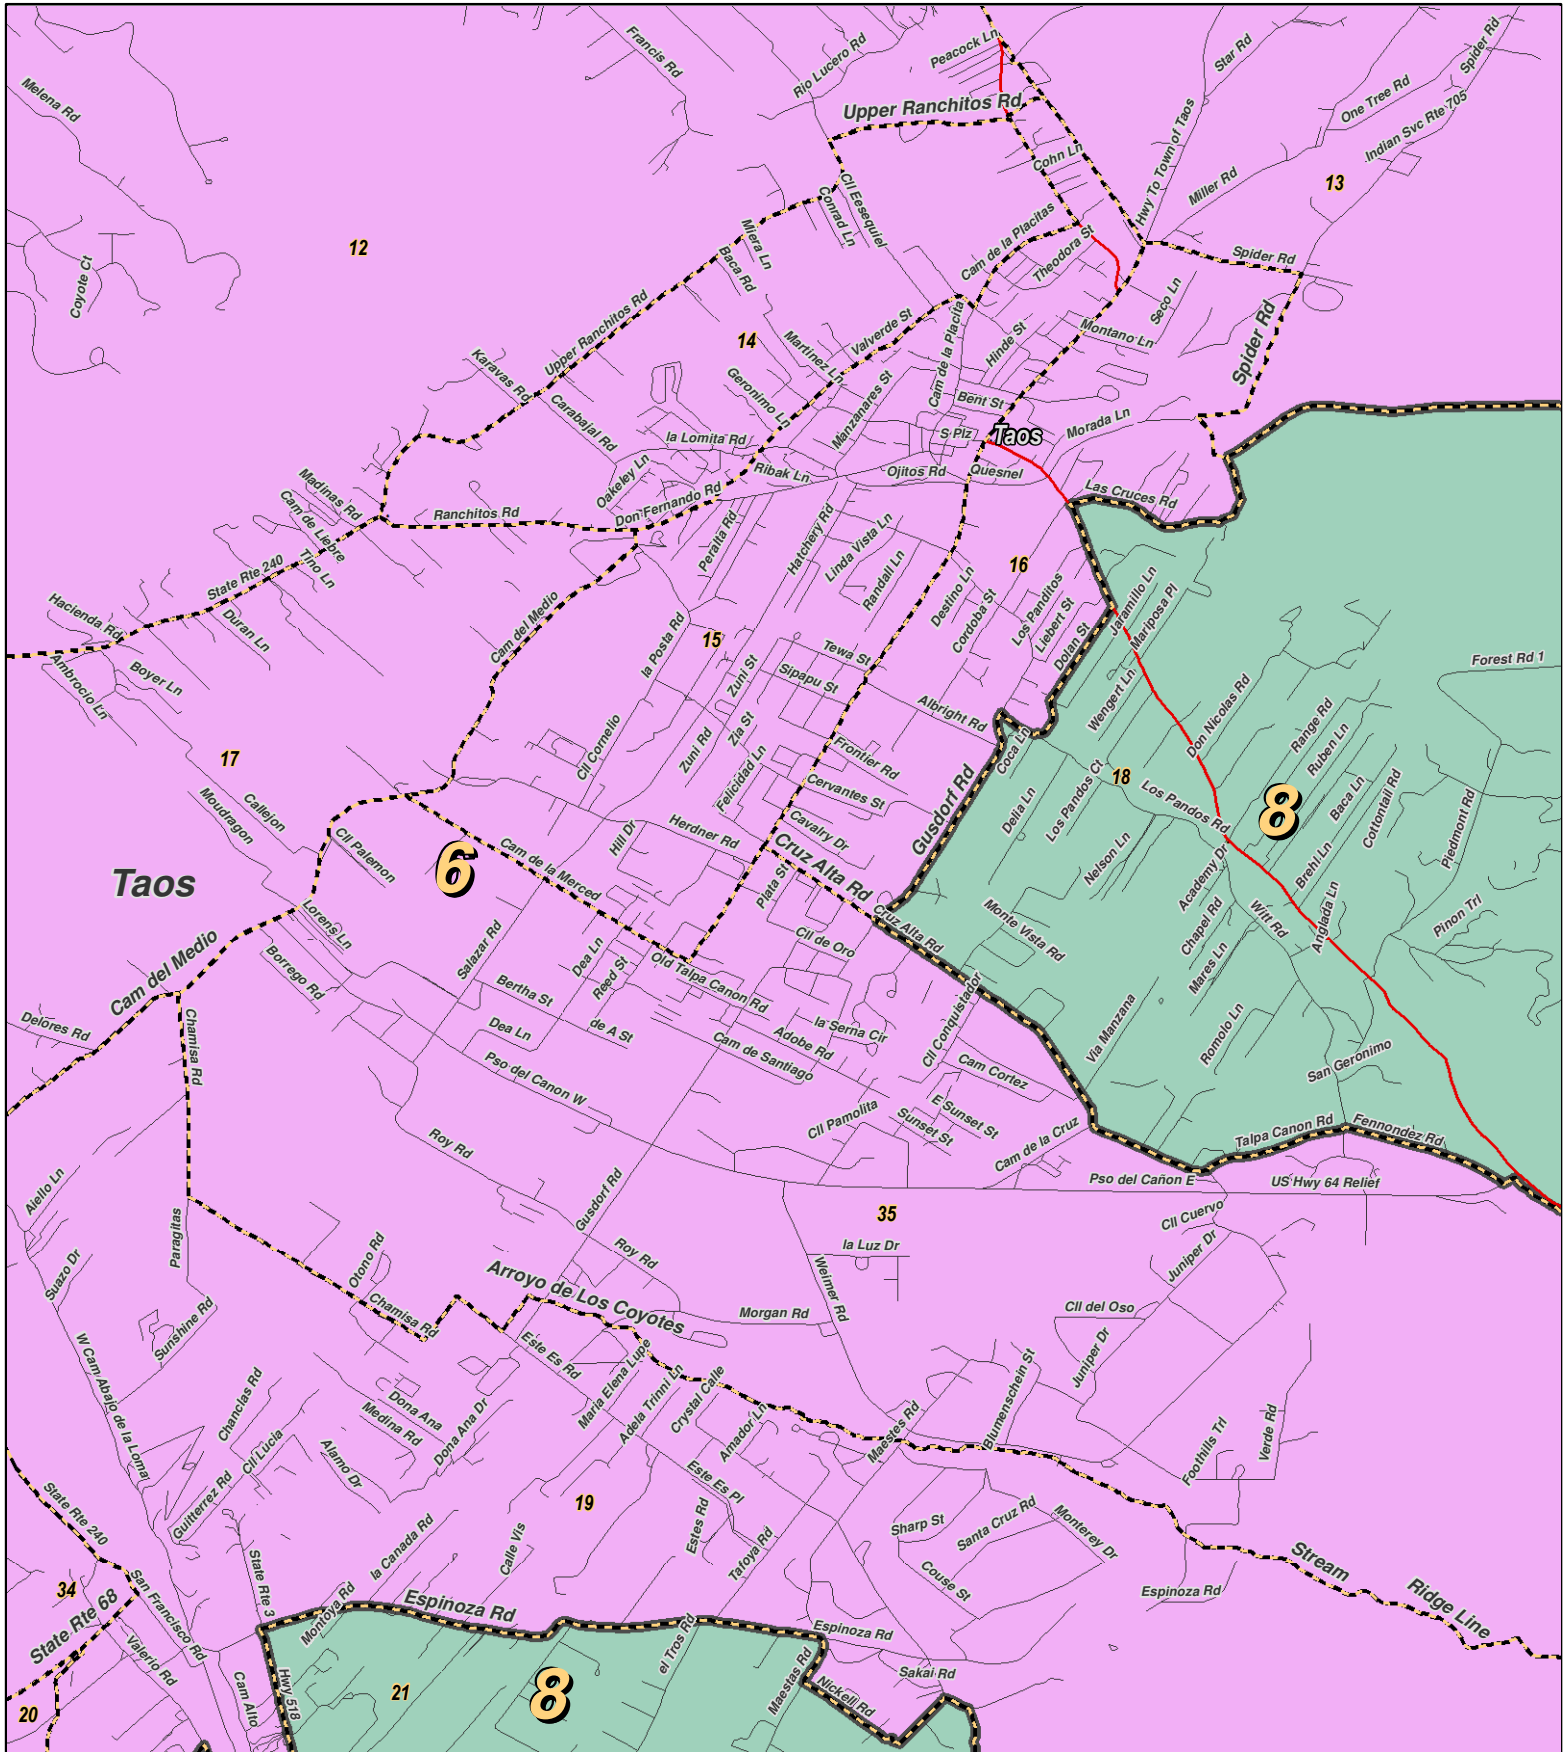 Francis Rd
Rio Lucero Rd
Peacock Ln
Star Rd
Spider Rd
Melena Rd
Upper Ranchitos Rd
One Tree Rd
Indian Svc Rte 705
Hwy To Town of Taos
Cohn Ln
Miller Rd
13
Cll Eesequiel
Conrad Ln
Miera Ln
Baca Rd
12
Cam de la Placitas
Theodora St
Spider Rd
Coyote Ct
Seco Ln
Upper Ranchitos Rd
14
Valverde St
Martinez Ln
Cam de la Placita
Hinde St
Montano Ln
Spider Rd
Karavas Rd
Geronimo Ln
Manzanares St
Bent St
Carabajal Rd
la Lomita Rd
S Plz
Taos
Morada Ln
Oakeley Ln
Ribak Ln
Ojitos Rd
Quesnel
Las Cruces Rd
Madinas Rd
Cam de Liebre
Ranchitos Rd
Don Fernando Rd
Peralta Rd
Hatchery Rd
Linda Vista Ln
Randall Ln
State Rte 240
Tino Ln
16
Destino Ln
Cordoba St
Los Panditos
Liebert St
Dolan St
Jaramillo Ln
Mariposa Pl
Hacienda Rd
Duran Ln
Cam del Medio
la Posta Rd
15
Tewa St
Sipapu St
Zuni St
Ambrocio Ln
Boyer Ln
Forest Rd 1
Wengert Ln
Albright Rd
Don Nicolas Rd
Range Rd
Ruben Ln
Zia St
Zuni Rd
Cll Cornelio
Frontier Rd
Coca Ln
17
Felicidad Ln
Cervantes St
Gusdorf Rd
18
Los Pandos Ct
Los Pandos Rd
8
Baca Ln
Cottontail Rd
Piedmont Rd
Delia Ln
Moudragon
Callejon
Cll Palemon
Hill Dr
Herdner Rd
Cavalry Dr
Cruz Alta Rd
Plata St
Nelson Ln
Academy Dr
Brehl Ln
6
Cam de la Merced
Taos
Lorens Ln
Cruz Alta Rd
Monte Vista Rd
Chapel Rd
Witt Rd
Anglada Ln
Pinon Trl
Salazar Rd
Dea Ln
Reed St
Cll de Oro
Cam del Medio
Borrego Rd
Old Talpa Canon Rd
Mares Ln
Bertha St
Cll Conquistador
Delores Rd
Chamisa Rd
Dea Ln
de A St
Adobe Rd
la Serna Cir
Via Manzana
Romolo Ln
Cam de Santiago
Cam Cortez
San Geronimo
Pso del Canon W
Cll Pamolita
E Sunset St
Sunset St
Roy Rd
Cam de la Cruz
Talpa Canon Rd
Fennondez Rd
Aiello Ln
Gusdorf Rd
Pso del Cañon E
US Hwy 64 Relief
35
Paragitas
Cll Cuervo
Roy Rd
la Luz Dr
Suazo Dr
Otono Rd
Weimer Rd
Juniper Dr
Arroyo de Los Coyotes
Chamisa Rd
Morgan Rd
Cll del Oso
Sunshine Rd
Este Es Rd
Juniper Dr
W Cam Abajo de la Loma
Maria Elena Lupe
Adela Trinni Ln
Crystal Calle
Blumenschein St
Chanclas Rd
Dona Ana
Medina Rd
Dona Ana Dr
Amador Ln
Maestes Rd
Foothills Trl
Verde Rd
Cll Lucia
Alamo Dr
Este Es Pl
Guitterrez Rd
19
State Rte 240
la Canada Rd
Calle Vis
Estes Rd
Tafoya Rd
Sharp St
Santa Cruz Rd
Monterey Dr
Couse St
Stream
Ridge Line
State Rte 3
34
San Francisco Rd
State Rte 68
Montoya Rd
Espinoza Rd
Espinoza Rd
Espinoza Rd
Valerio Rd
el Tros Rd
Sakai Rd
Hwy 518
Cam Alto
Maestas Rd
Nickell Rd
20
21
8